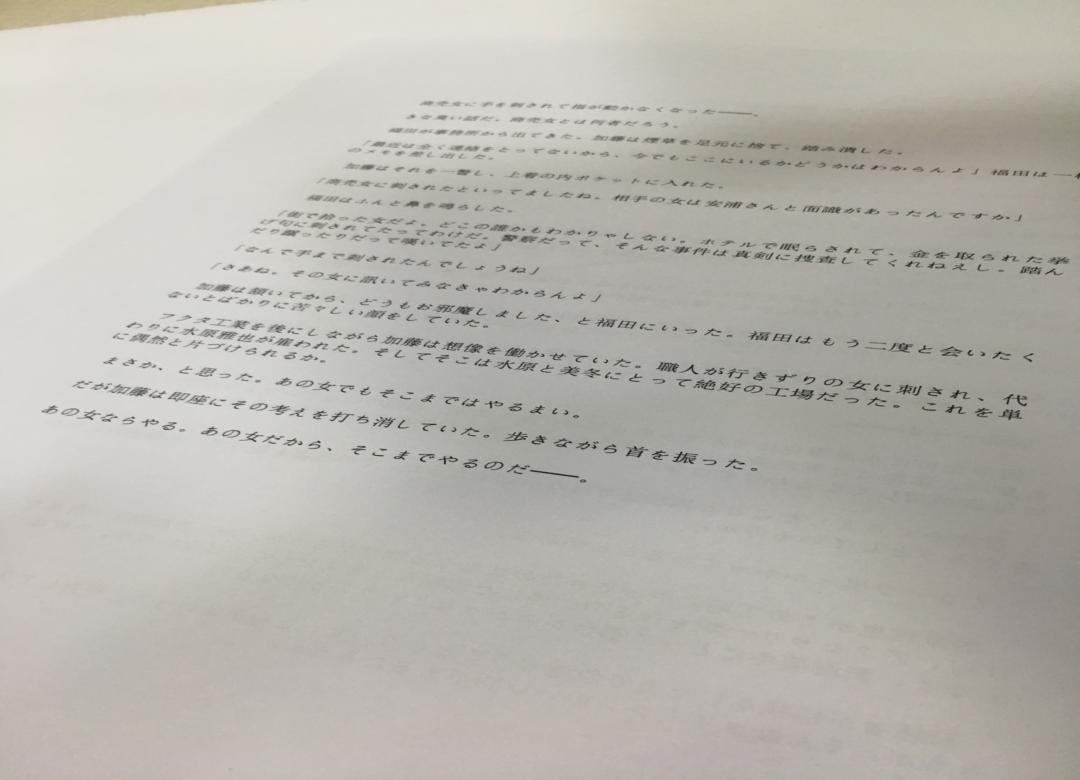 商売女に手を刺されて指が動かなくなった――。
きな臭い話だ。商売女とは何者だろう。
福田が事務所から出てきた。加藤は煙草を足元に捨て、踏み潰した。
「最近は全く連絡をとってないから、今でもここにいるかどうかはわからんよ」福田は一枚
のメモを差し出した。
加藤はそれを一瞥し、上着の内ポケットに入れた。
「商売女に刺されたといってましたね。相手の女は安浦さんと面識があったんですか」
福田はふんと鼻を鳴らした。
「街で拾った女だよ。どこの誰かもわかりゃしない。ホテルで眠らされて、金を取られた挙
げ句に刺されてたってわけだ。警察だって、そんな事件は真剣に捜査してくれねえし。踏ん
だり蹴ったりだって嘆いてたよ」
「なんで手まで刺されたんでしょうね」
「さあね。その女に訊いてみなきゃわからんよ」
加藤は頷いてから、どうもお邪魔しました、と福田にいった。福田はもう二度と会いたく
ないとばかりに苦々しい顔をしていた。
フクタ工業を後にしながら加藤は想像を働かせていた。職人が行きずりの女に刺され、代
わりに水原雅也が雇われた。そしてそこは水原と美冬にとって絶好の工場だった。これを単
に偶然と片づけられるか。
まさか、と思った。あの女でもそこまではやるまい。
だが加藤は即座にその考えを打ち消していた。歩きながら首を振った。
あの女ならやる。あの女だから、そこまでやるのだ――。